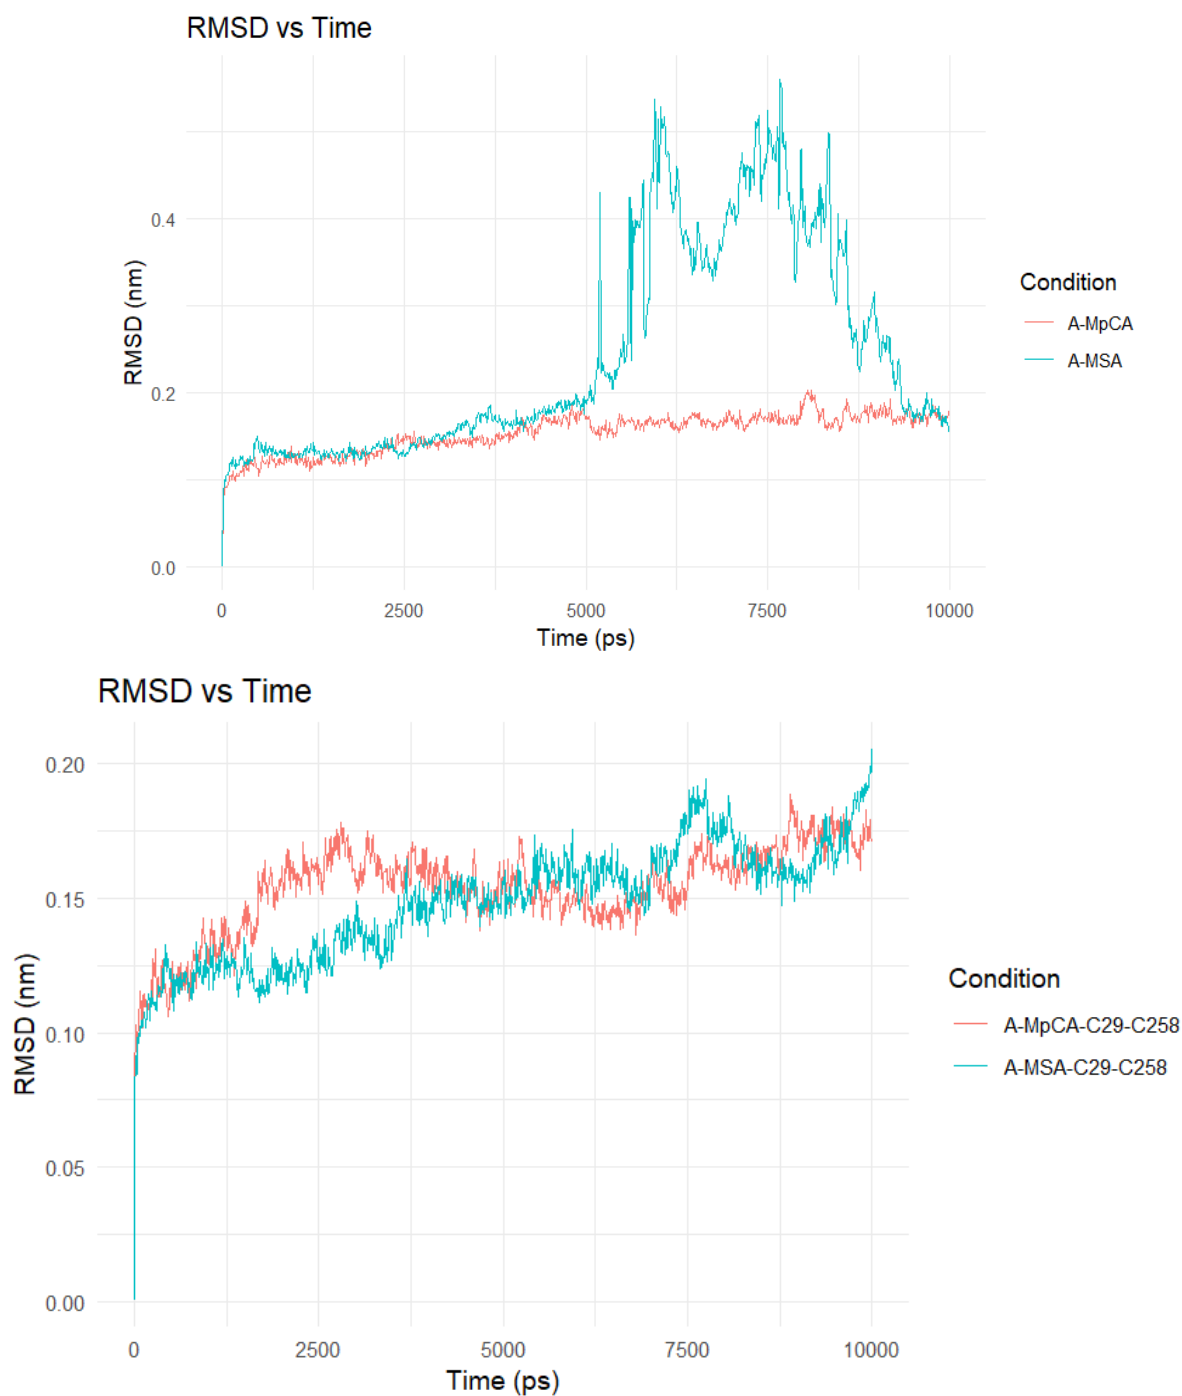 RMSD vs Time
RMSD (nm)
0.4
0.2
0.0
0 2500 5000 7500 10000
Time (ps)
Condition
A-MpCA
A-MSA
RMSD vs Time
RMSD (nm)
0.20
0.15
0.10
0.05
0.00
0 2500 5000 7500 10000
Time (ps)
Condition
A-MpCA-C29-C258
A-MSA-C29-C258